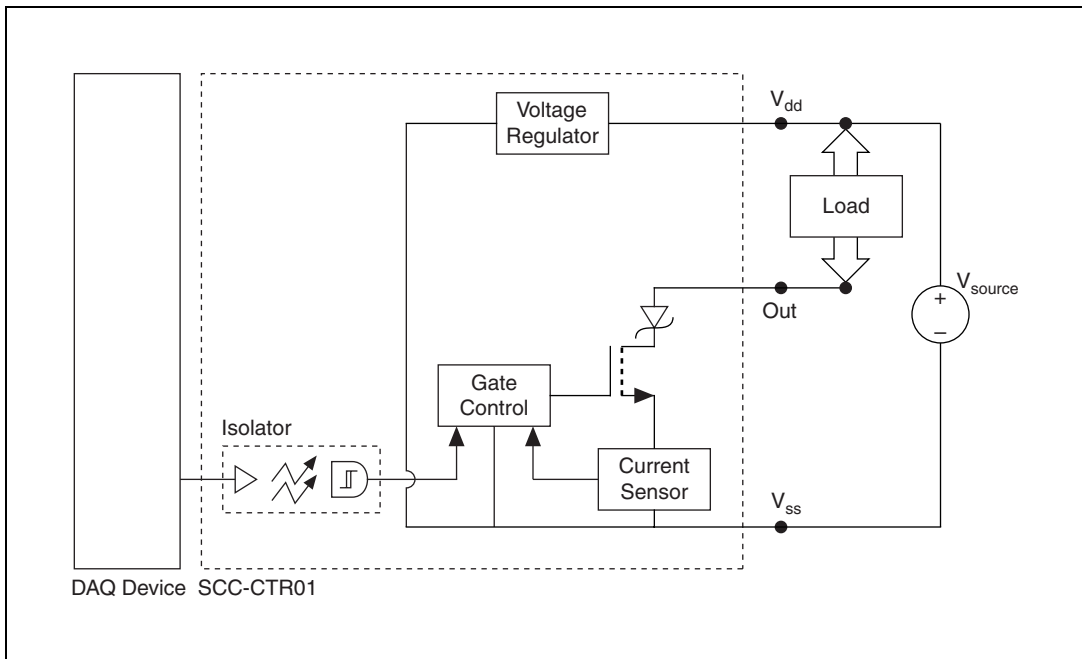 Voltage
Regulator
Vdd
Load
Out
Vsource
+
–
Gate
Control
Isolator
Current
Sensor
Vss
DAQ Device
SCC-CTR01